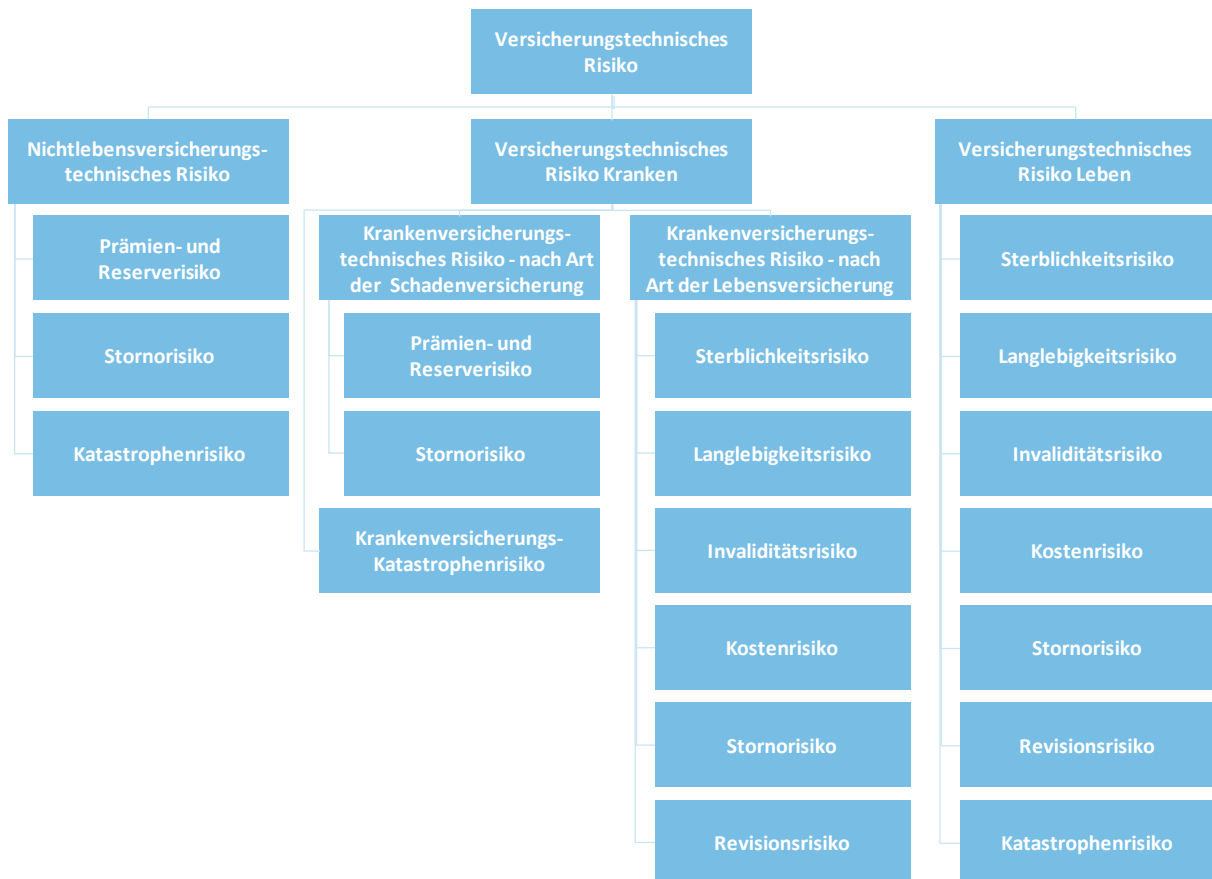 Versicherungstechnisches
Risiko
Nichtlebensversicherungs-
technisches Risiko
Prämien- und
Reserverisiko
Stornorisiko
Katastrophenrisiko
Versicherungstechnisches
Risiko Kranken
Krankenversicherungs-
technisches Risiko - nach Art
der Schadenversicherung
Prämien- und
Reserverisiko
Stornorisiko
Krankenversicherungs-
Katastrophenrisiko
Krankenversicherungs-
technisches Risiko - nach
Art der Lebensversicherung
Sterblichkeitsrisiko
Langlebigkeitsrisiko
Invaliditätsrisiko
Kostenrisiko
Stornorisiko
Revisionsrisiko
Versicherungstechnisches
Risiko Leben
Sterblichkeitsrisiko
Langlebigkeitsrisiko
Invaliditätsrisiko
Kostenrisiko
Stornorisiko
Revisionsrisiko
Katastrophenrisiko